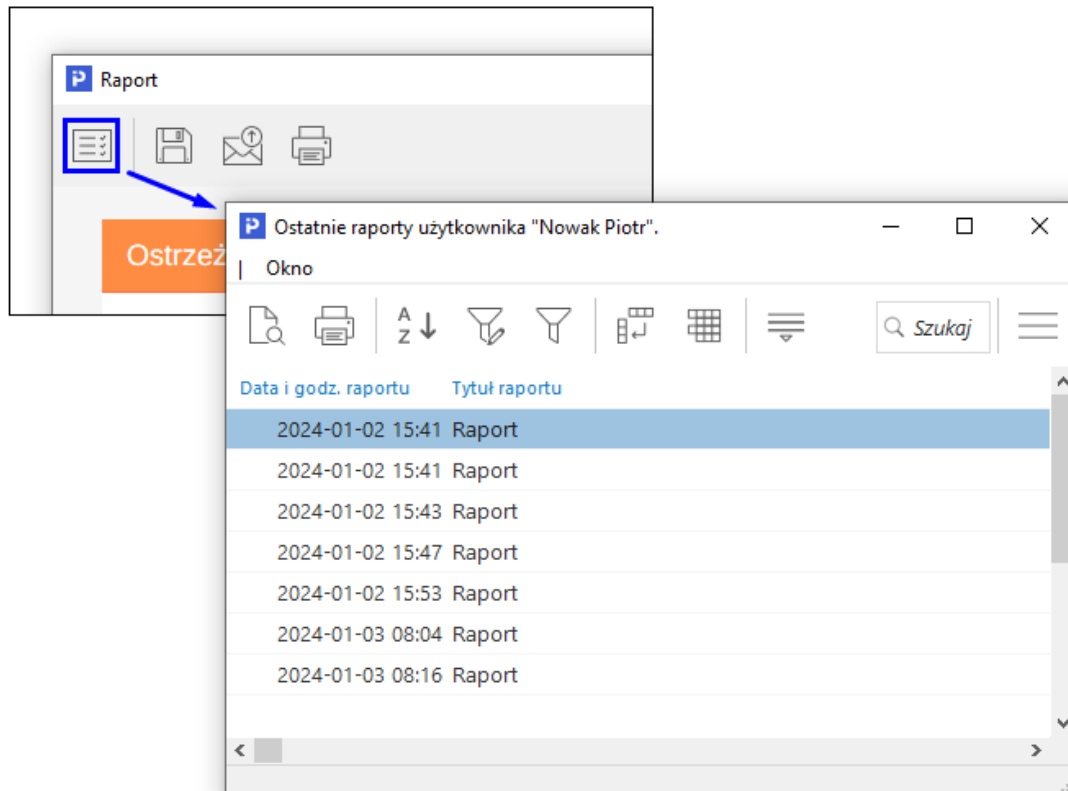 Raport
Ostrzeż
Ostatnie raporty użytkownika "Nowak Piotr".
| Okno
A
Z
Szukaj
Data i godz. raportu Tytuł raportu
2024-01-02 15:41 Raport
2024-01-02 15:41 Raport
2024-01-02 15:43 Raport
2024-01-02 15:47 Raport
2024-01-02 15:53 Raport
2024-01-03 08:04 Raport
2024-01-03 08:16 Raport